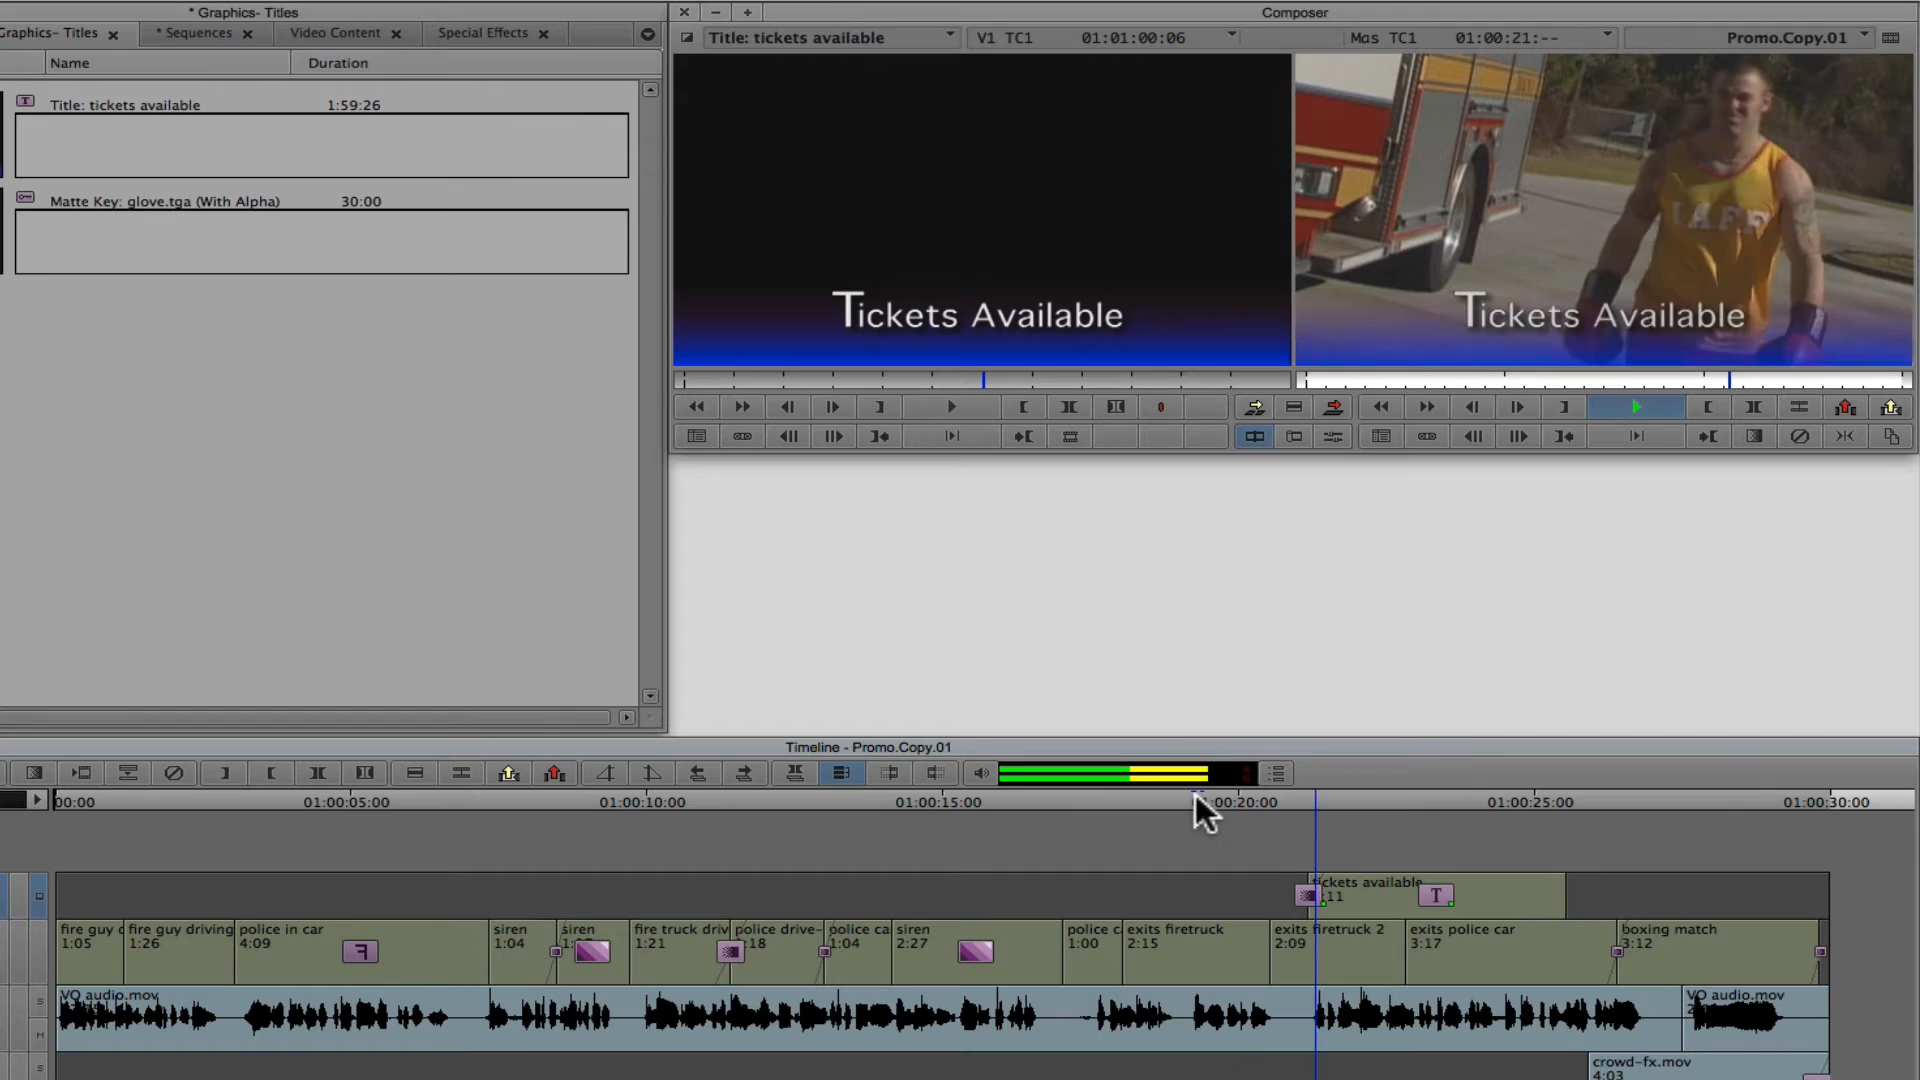 * Graphics- Titles
Graphics- Titles
* Sequences
Video Content
Special Effects
Name
Duration
T
Title: tickets available
1:59:26
Matte Key: glove.tga (With Alpha)
30:00
Composer
Title: tickets available
V1 TC1
01:01:00:06
Mas TC1
01:00:21:--
Promo.Copy.01
Tickets Available
IAFF
Tickets Available
0
Timeline - Promo.Copy.01
00:00
01:00:05:00
01:00:10:00
01:00:15:00
:00:20:00
01:00:25:00
01:00:30:00
tickets available
:11
T
fire guy d
1:05
fire guy driving
1:26
police in car
4:09
siren
1:04
siren
fire truck driv
1:21
police drive-
:18
police ca
1:04
siren
2:27
police c
1:00
exits firetruck
2:15
exits firetruck 2
2:09
exits police car
3:17
boxing match
3:12
VO audio.mov
VO audio.mov
S
M
S
crowd-fx.mov
4:03